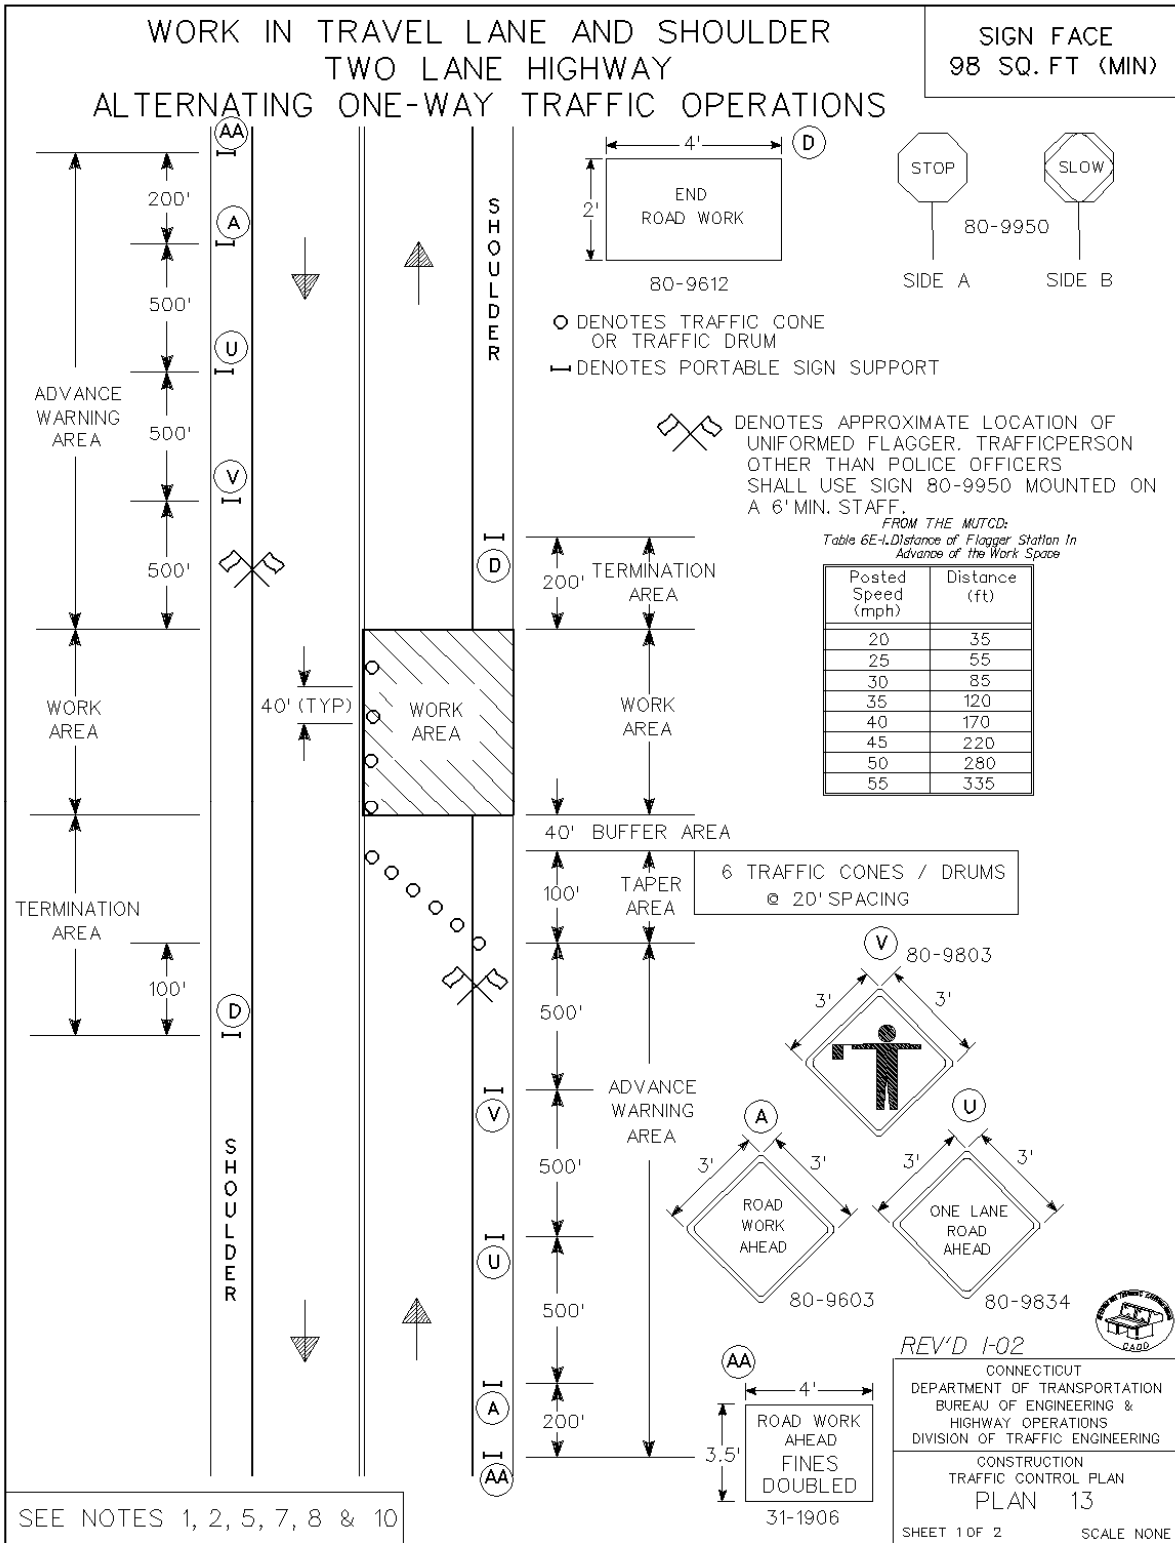 WORK IN TRAVEL LANE AND SHOULDER
TWO LANE HIGHWAY
ALTERNATING ONE-WAY TRAFFIC OPERATIONS
SIGN FACE
98 SQ. FT (MIN)
AA
200'
A
500'
U
500'
V
500'
ADVANCE
WARNING
AREA
WORK
AREA
TERMINATION
AREA
100'
D
SHOULDER
SHOULDER
40' (TYP)
WORK
AREA
4'
D
2'
END
ROAD WORK
80-9612
STOP
SLOW
80-9950
SIDE A
SIDE B
DENOTES TRAFFIC CONE
OR TRAFFIC DRUM
DENOTES PORTABLE SIGN SUPPORT
DENOTES APPROXIMATE LOCATION OF
UNIFORMED FLAGGER. TRAFFICPERSON
OTHER THAN POLICE OFFICERS
SHALL USE SIGN 80-9950 MOUNTED ON
A 6' MIN. STAFF.
FROM THE MUTCD:
Table 6E-1. Distance of Flagger Station in
Advance of the Work Space
Posted Speed (mph) Distance (ft)
20 35
25 55
30 85
35 120
40 170
45 220
50 280
55 335
D
200'
TERMINATION
AREA
WORK
AREA
40' BUFFER AREA
100'
TAPER
AREA
6 TRAFFIC CONES / DRUMS
@ 20' SPACING
500'
V
ADVANCE
WARNING
AREA
500'
U
500'
A
200'
AA
V
80-9803
3'
3'
A
3'
3'
ROAD
WORK
AHEAD
80-9603
U
3'
3'
ONE LANE
ROAD
AHEAD
80-9834
AA
4'
3.5'
ROAD WORK
AHEAD
FINES
DOUBLED
31-1906
CADD
REV'D 1-02
CONNECTICUT
DEPARTMENT OF TRANSPORTATION
BUREAU OF ENGINEERING &
HIGHWAY OPERATIONS
DIVISION OF TRAFFIC ENGINEERING
CONSTRUCTION
TRAFFIC CONTROL PLAN
PLAN 13
SHEET 1 OF 2 SCALE NONE
SEE NOTES 1, 2, 5, 7, 8 & 10